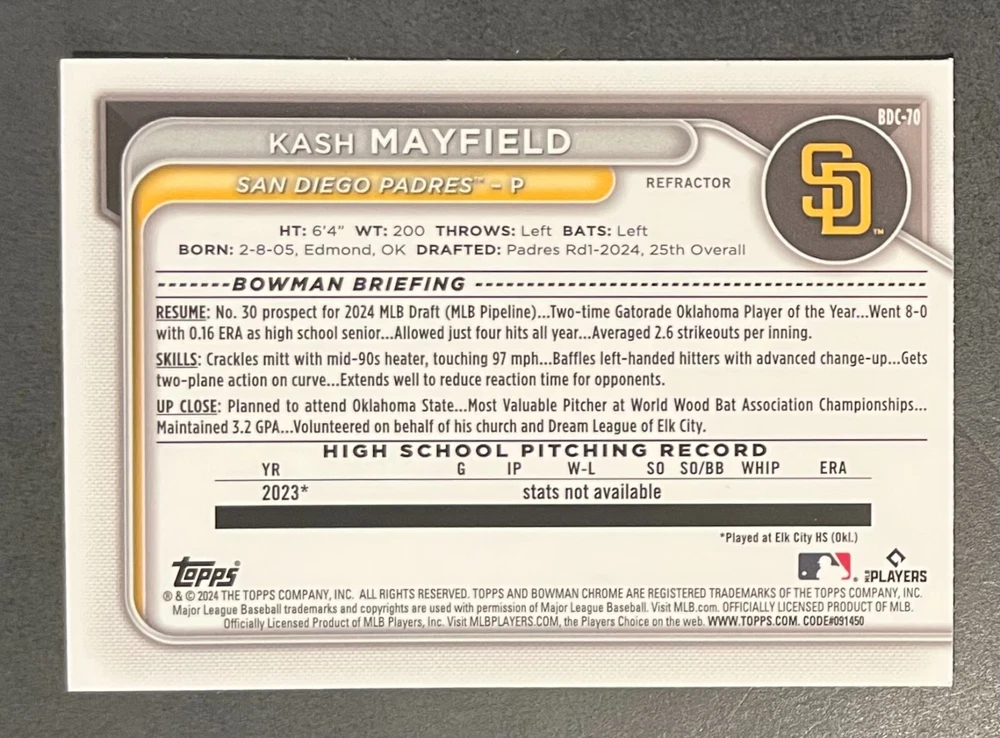 BDC-70
KASH MAYFIELD
SAN DIEGO PADRES™ – P
REFRACTOR
SD™
HT: 6'4" WT: 200 THROWS: Left BATS: Left
BORN: 2-8-05, Edmond, OK DRAFTED: Padres Rd1-2024, 25th Overall
BOWMAN BRIEFING
RESUME: No. 30 prospect for 2024 MLB Draft (MLB Pipeline)...Two-time Gatorade Oklahoma Player of the Year...Went 8-0
with 0.16 ERA as high school senior...Allowed just four hits all year...Averaged 2.6 strikeouts per inning.
SKILLS: Crackles mitt with mid-90s heater, touching 97 mph...Baffles left-handed hitters with advanced change-up...Gets
two-plane action on curve...Extends well to reduce reaction time for opponents.
UP CLOSE: Planned to attend Oklahoma State...Most Valuable Pitcher at World Wood Bat Association Championships...
Maintained 3.2 GPA...Volunteered on behalf of his church and Dream League of Elk City.
HIGH SCHOOL PITCHING RECORD
YR G IP W-L SO SO/BB WHIP ERA
2023* stats not available
*Played at Elk City HS (Okl.)
TOPPS®
MLB PLAYERS
® & © 2024 THE TOPPS COMPANY, INC. ALL RIGHTS RESERVED. TOPPS AND BOWMAN CHROME ARE REGISTERED TRADEMARKS OF THE TOPPS COMPANY, INC.
Major League Baseball trademarks and copyrights are used with permission of Major League Baseball. Visit MLB.com. OFFICIALLY LICENSED PRODUCT OF MLB.
Officially Licensed Product of MLB Players, Inc. Visit MLBPLAYERS.COM, the Players Choice on the web. WWW.TOPPS.COM. CODE#091450